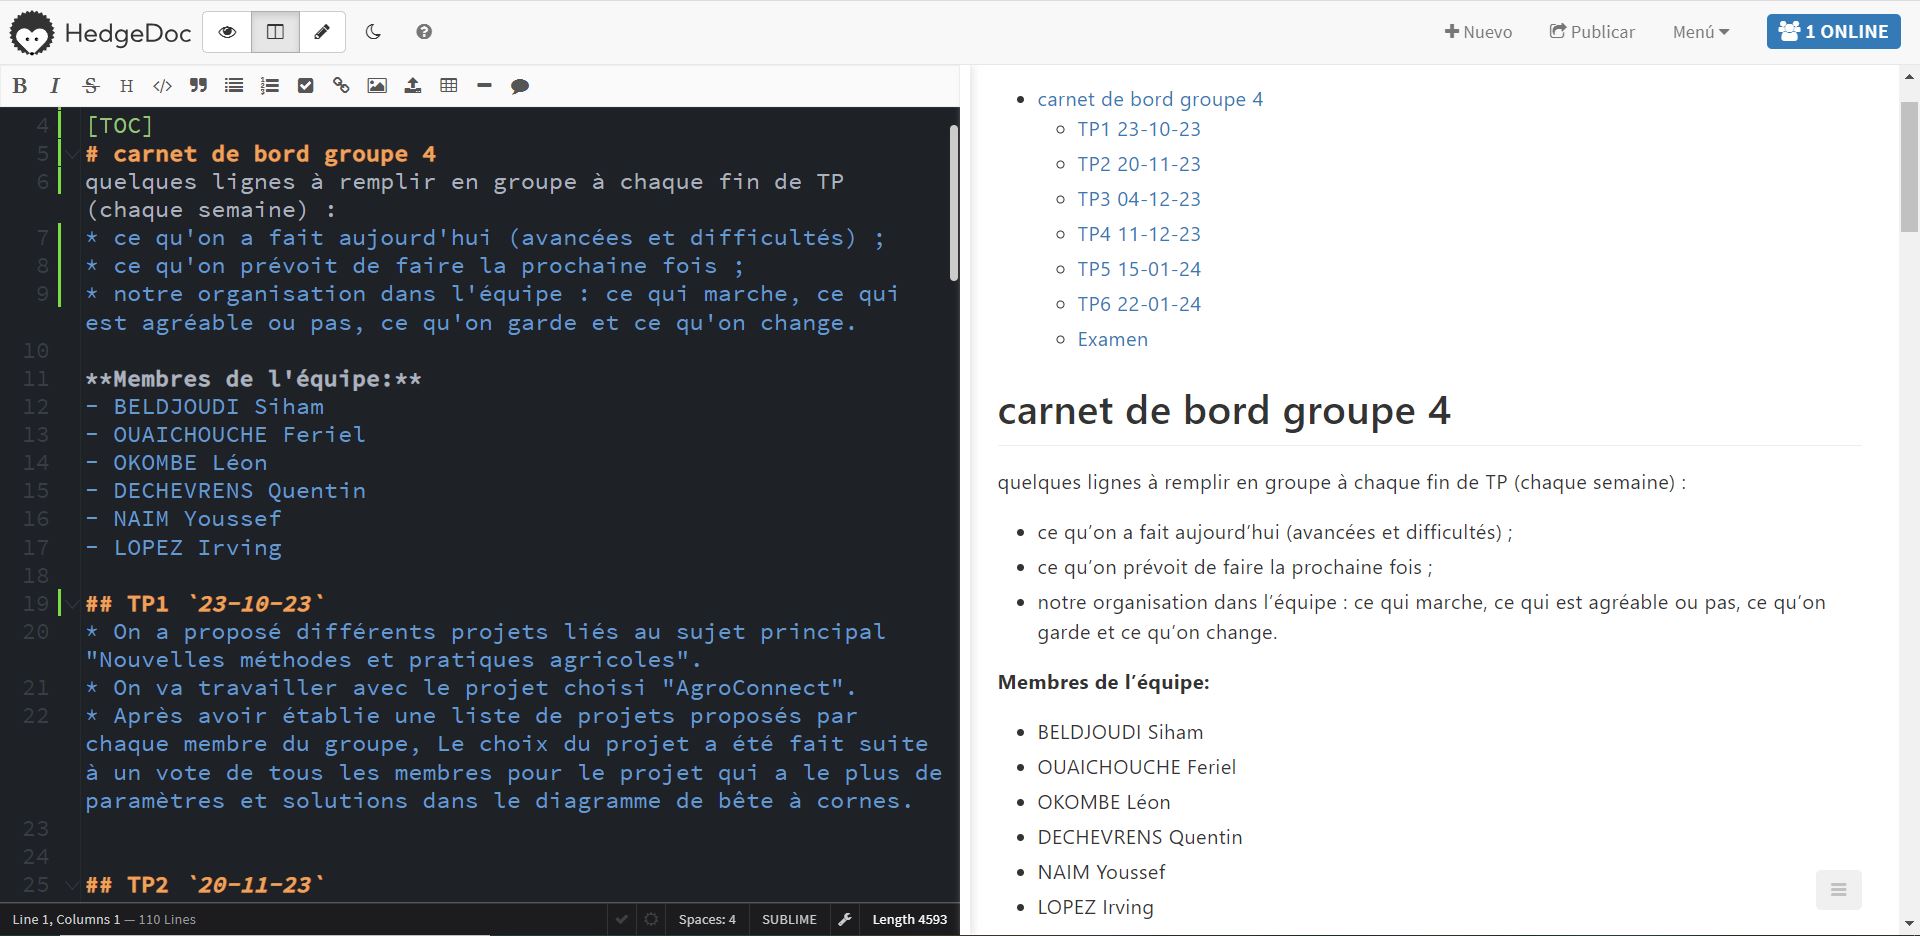 HedgeDoc
Nuevo
Publicar
Menú
1 ONLINE
B I S H
4 [TOC]
5 # carnet de bord groupe 4
6 quelques lignes à remplir en groupe à chaque fin de TP
(chaque semaine) :
7 * ce qu'on a fait aujourd'hui (avancées et difficultés) ;
8 * ce qu'on prévoit de faire la prochaine fois ;
9 * notre organisation dans l'équipe : ce qui marche, ce qui
est agréable ou pas, ce qu'on garde et ce qu'on change.
10
11 **Membres de l'équipe:**
12 - BELDJOUDI Siham
13 - OUAICHOUCHE Feriel
14 - OKOMBE Léon
15 - DECHEVRENS Quentin
16 - NAIM Youssef
17 - LOPEZ Irving
18
19 ## TP1 `23-10-23`
20 * On a proposé différents projets liés au sujet principal
"Nouvelles méthodes et pratiques agricoles".
21 * On va travailler avec le projet choisi "AgroConnect".
22 * Après avoir établie une liste de projets proposés par
chaque membre du groupe, Le choix du projet a été fait suite
à un vote de tous les membres pour le projet qui a le plus de
paramètres et solutions dans le diagramme de bête à cornes.
23
24
25 ## TP2 `20-11-23`
Line 1, Columns 1 — 110 Lines
Spaces: 4
SUBLIME
Length 4593
carnet de bord groupe 4
TP1 23-10-23
TP2 20-11-23
TP3 04-12-23
TP4 11-12-23
TP5 15-01-24
TP6 22-01-24
Examen
carnet de bord groupe 4
quelques lignes à remplir en groupe à chaque fin de TP (chaque semaine) :
ce qu’on a fait aujourd’hui (avancées et difficultés) ;
ce qu’on prévoit de faire la prochaine fois ;
notre organisation dans l’équipe : ce qui marche, ce qui est agréable ou pas, ce qu’on
garde et ce qu’on change.
Membres de l’équipe:
BELDJOUDI Siham
OUAICHOUCHE Feriel
OKOMBE Léon
DECHEVRENS Quentin
NAIM Youssef
LOPEZ Irving